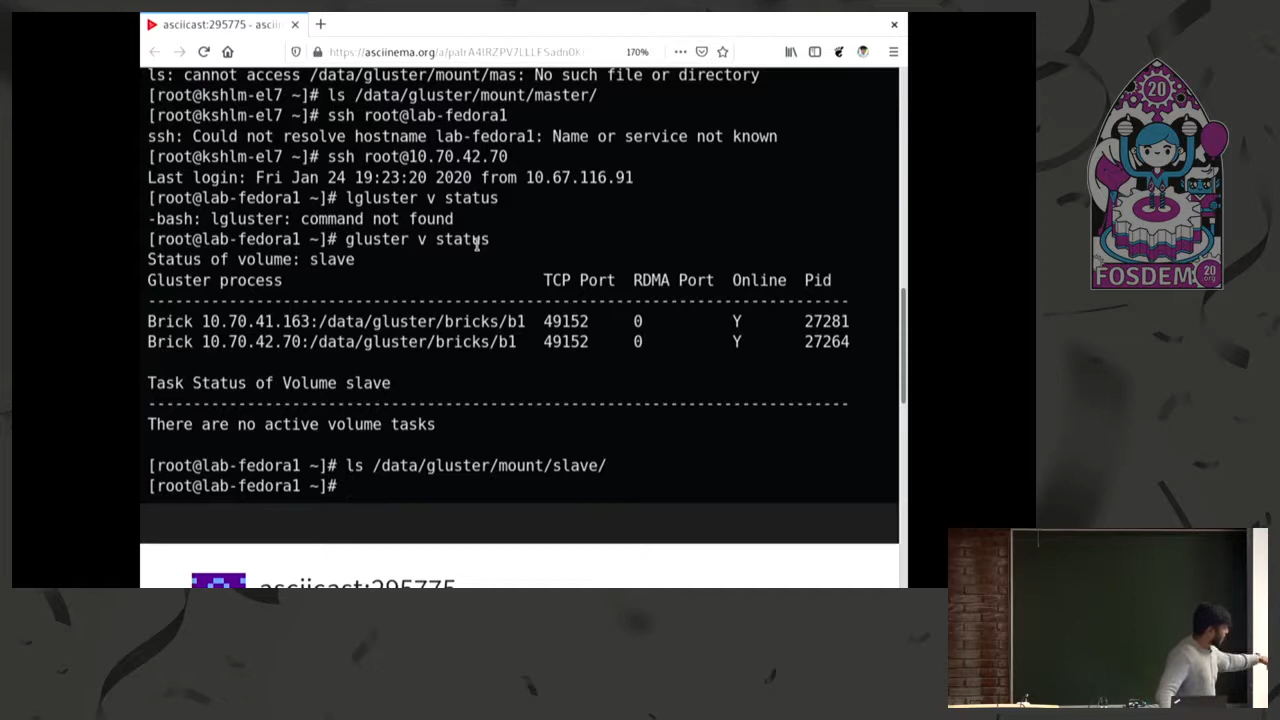 asciicast:295775 - asciin
170%
ls: cannot access /data/gluster/mount/mas: No such file or directory
[root@kshlm-el7 ~]# ls /data/gluster/mount/master/
[root@kshlm-el7 ~]# ssh root@lab-fedora1
ssh: Could not resolve hostname lab-fedora1: Name or service not known
[root@kshlm-el7 ~]# ssh root@10.70.42.70
Last login: Fri Jan 24 19:23:20 2020 from 10.67.116.91
[root@lab-fedora1 ~]# lgluster v status
-bash: lgluster: command not found
[root@lab-fedora1 ~]# gluster v status
Status of volume: slave
Gluster process TCP Port RDMA Port Online Pid
------------------------------------------------------------------------------
Brick 10.70.41.163:/data/gluster/bricks/b1 49152 0 Y 27281
Brick 10.70.42.70:/data/gluster/bricks/b1 49152 0 Y 27264
Task Status of Volume slave
------------------------------------------------------------------------------
There are no active volume tasks
[root@lab-fedora1 ~]# ls /data/gluster/mount/slave/
[root@lab-fedora1 ~]#
asciicast:295775
20
FOSDEM
20
.org